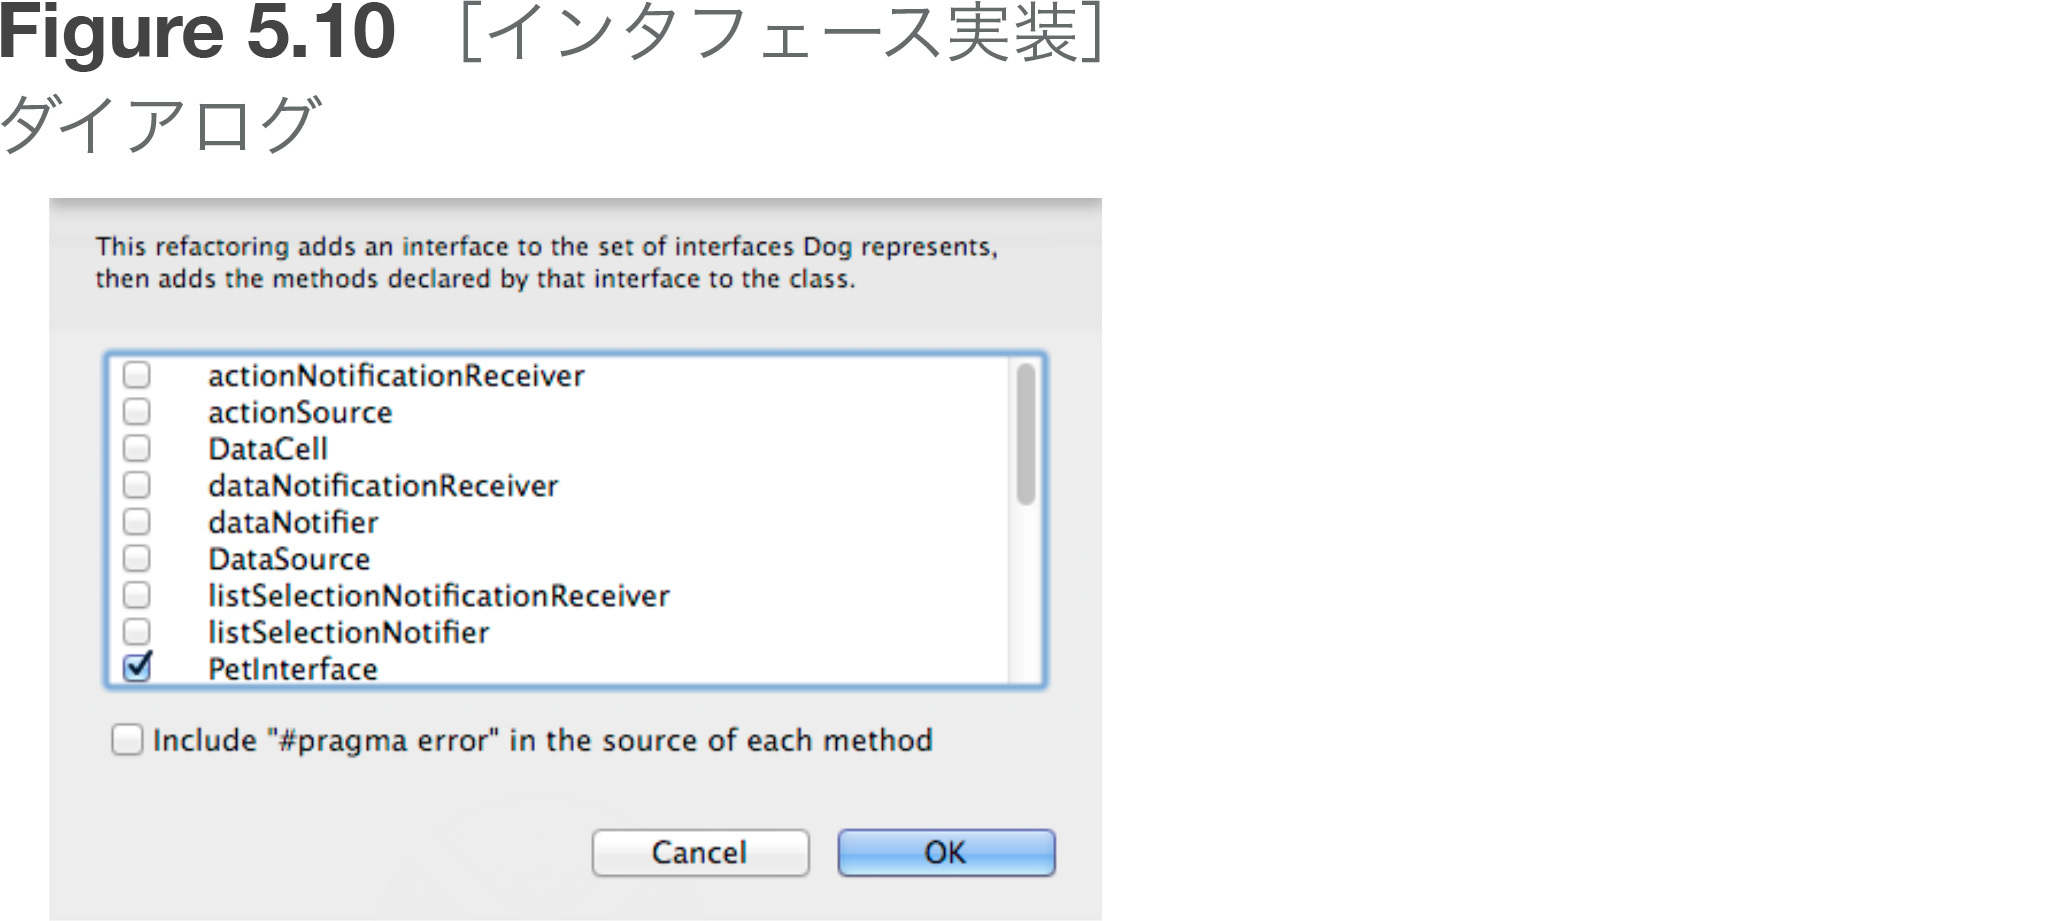 Figure 5.10 ［インタフェース実装］
ダイアログ
This refactoring adds an interface to the set of interfaces Dog represents,
then adds the methods declared by that interface to the class.
actionNotificationReceiver
actionSource
DataCell
dataNotificationReceiver
dataNotifier
DataSource
listSelectionNotificationReceiver
listSelectionNotifier
PetInterface
Include "#pragma error" in the source of each method
Cancel OK